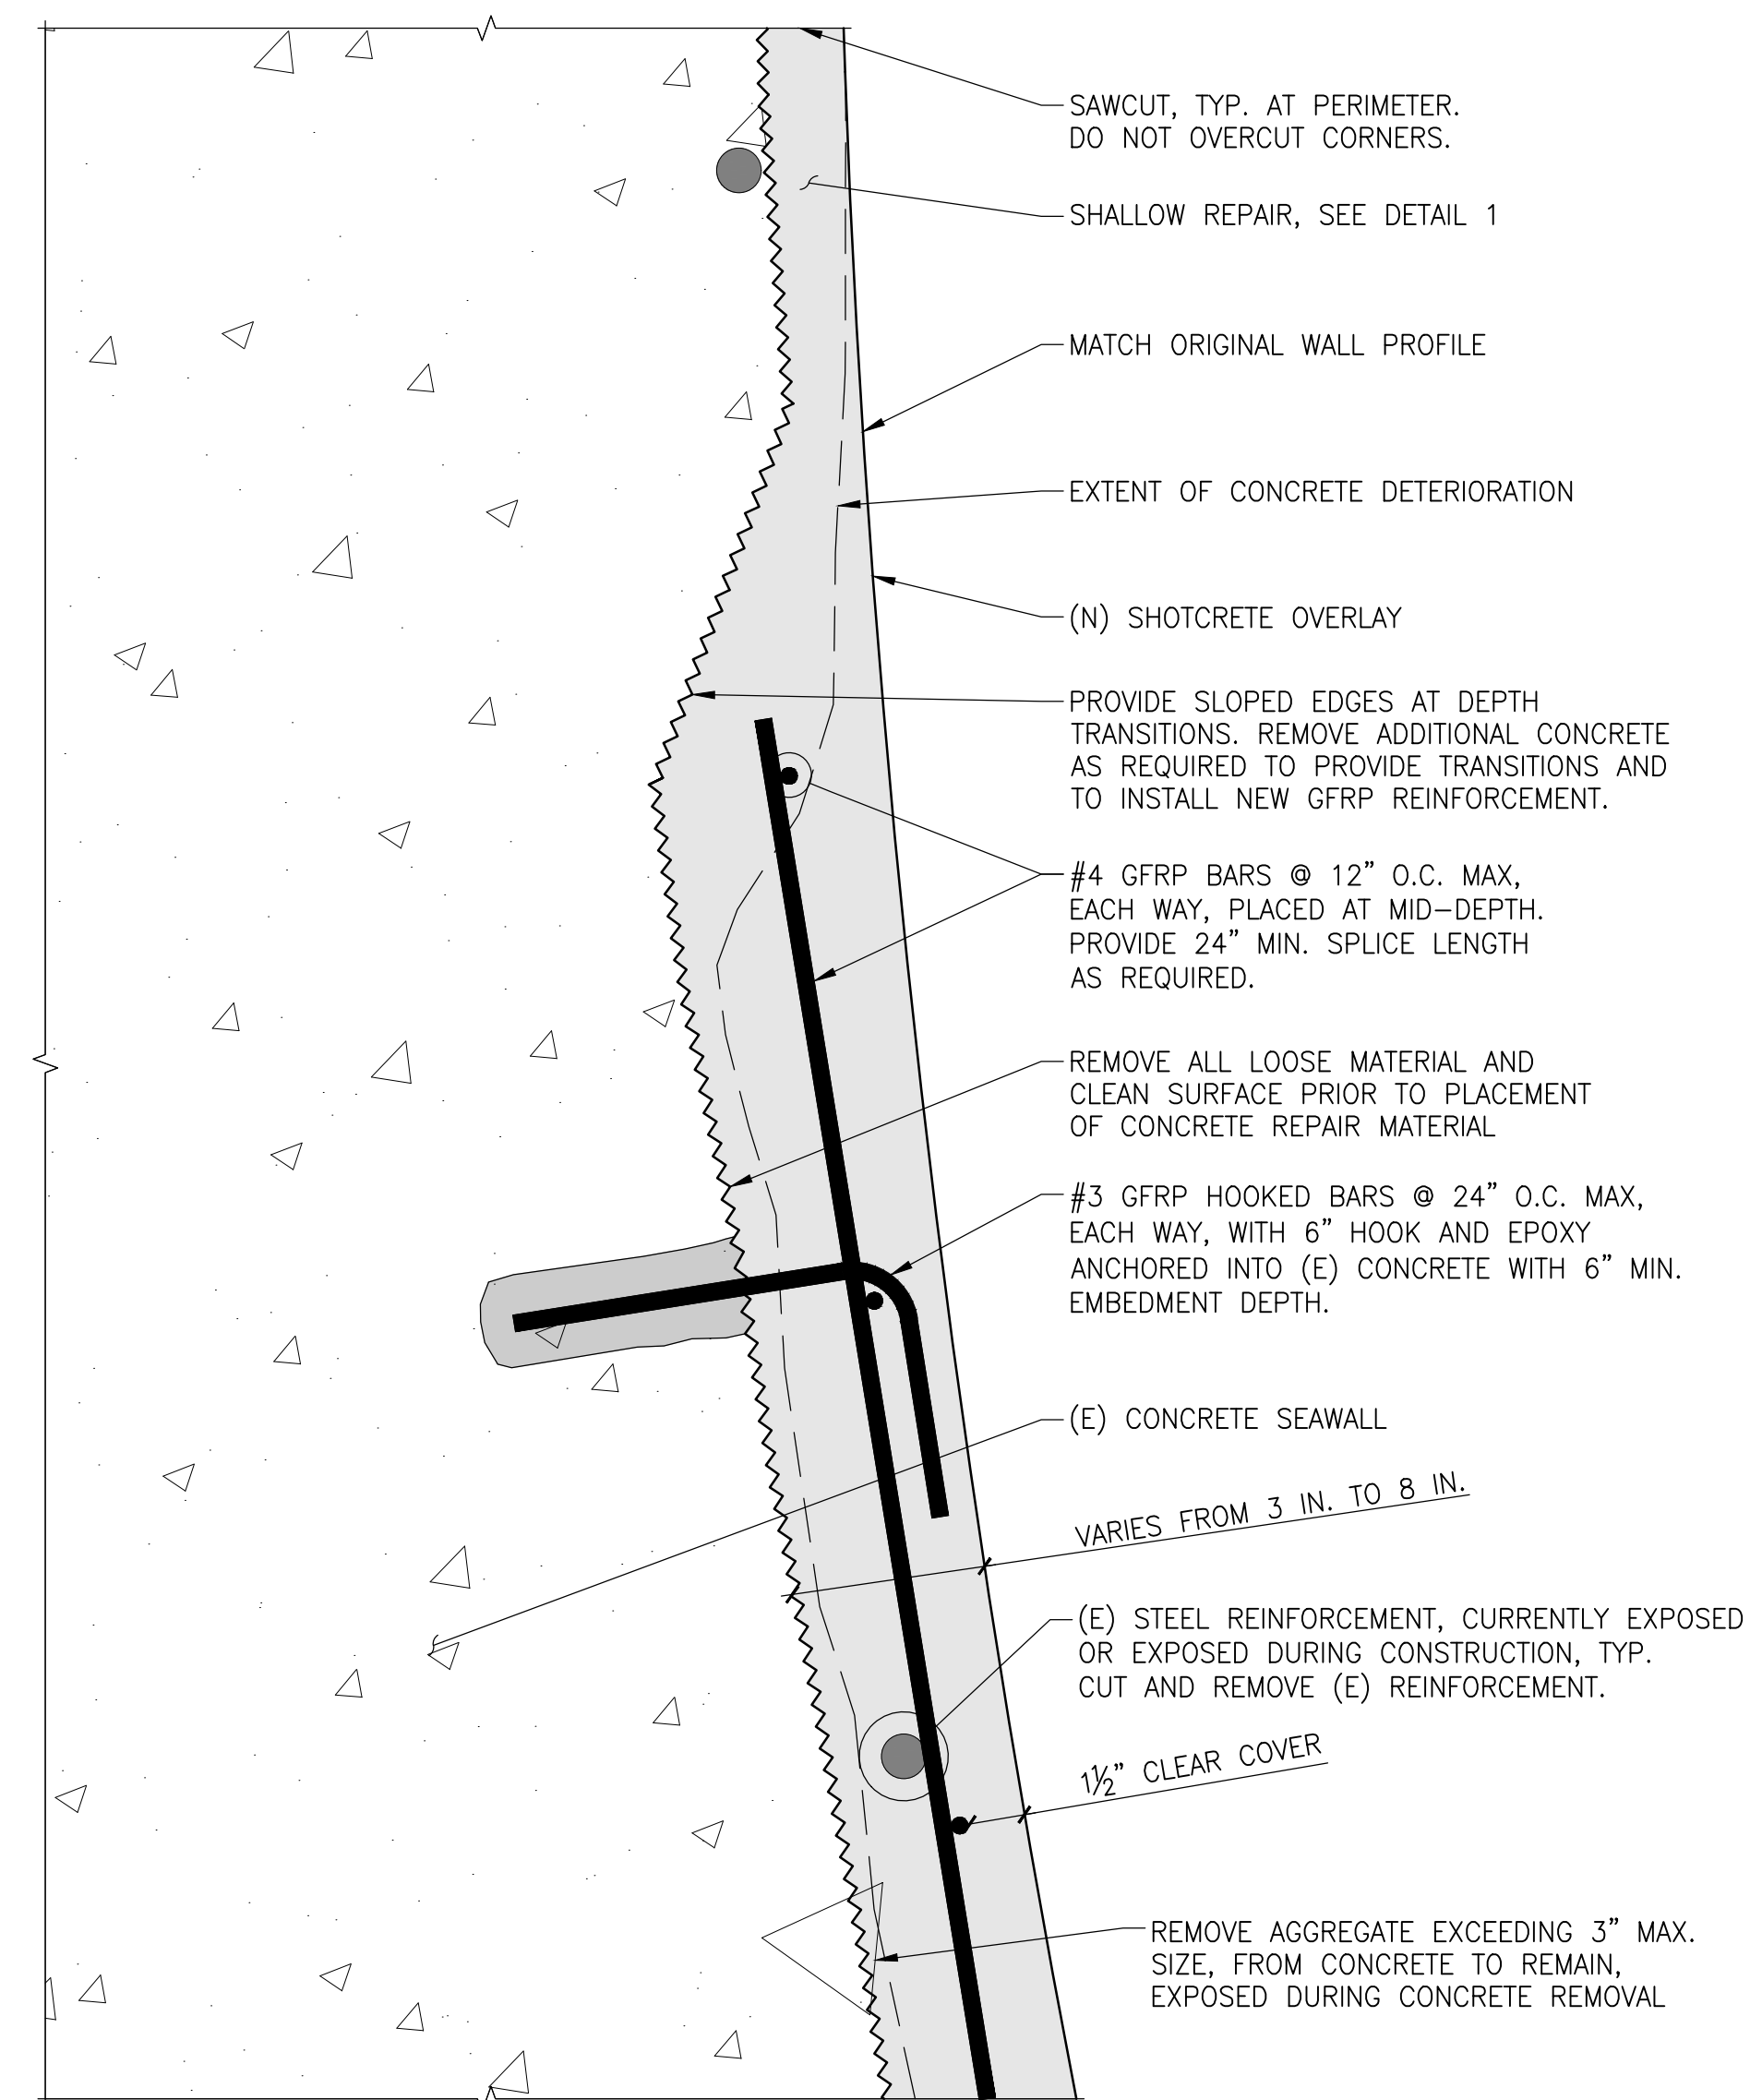 SAWCUT, TYP. AT PERIMETER.
DO NOT OVERCUT CORNERS.
SHALLOW REPAIR, SEE DETAIL 1
MATCH ORIGINAL WALL PROFILE
EXTENT OF CONCRETE DETERIORATION
(N) SHOTCRETE OVERLAY
PROVIDE SLOPED EDGES AT DEPTH
TRANSITIONS. REMOVE ADDITIONAL CONCRETE
AS REQUIRED TO PROVIDE TRANSITIONS AND
TO INSTALL NEW GFRP REINFORCEMENT.
#4 GFRP BARS @ 12" O.C. MAX,
EACH WAY, PLACED AT MID-DEPTH.
PROVIDE 24" MIN. SPLICE LENGTH
AS REQUIRED.
REMOVE ALL LOOSE MATERIAL AND
CLEAN SURFACE PRIOR TO PLACEMENT
OF CONCRETE REPAIR MATERIAL
#3 GFRP HOOKED BARS @ 24" O.C. MAX,
EACH WAY, WITH 6" HOOK AND EPOXY
ANCHORED INTO (E) CONCRETE WITH 6" MIN.
EMBEDMENT DEPTH.
(E) CONCRETE SEAWALL
VARIES FROM 3 IN. TO 8 IN.
(E) STEEL REINFORCEMENT, CURRENTLY EXPOSED
OR EXPOSED DURING CONSTRUCTION, TYP.
CUT AND REMOVE (E) REINFORCEMENT.
1½" CLEAR COVER
REMOVE AGGREGATE EXCEEDING 3" MAX.
SIZE, FROM CONCRETE TO REMAIN,
EXPOSED DURING CONCRETE REMOVAL